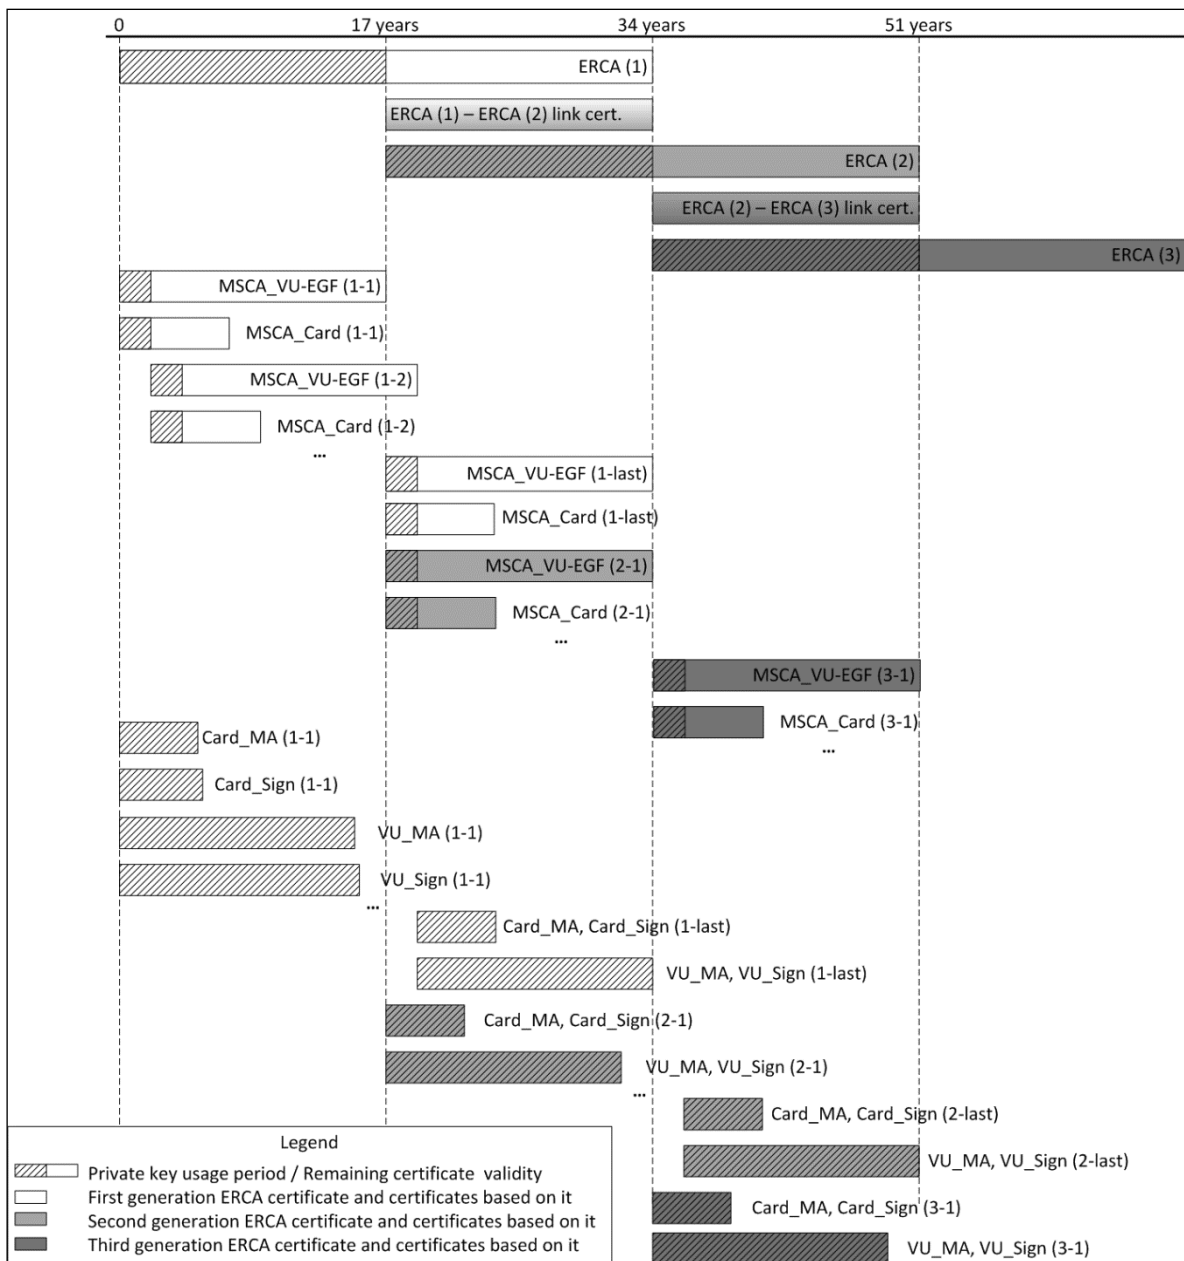 0 17 years 34 years 51 years
ERCA (1)
ERCA (1) – ERCA (2) link cert.
ERCA (2)
ERCA (2) – ERCA (3) link cert.
ERCA (3)
MSCA_VU-EGF (1-1)
MSCA_Card (1-1)
MSCA_VU-EGF (1-2)
MSCA_Card (1-2)
...
MSCA_VU-EGF (1-last)
MSCA_Card (1-last)
MSCA_VU-EGF (2-1)
MSCA_Card (2-1)
...
MSCA_VU-EGF (3-1)
MSCA_Card (3-1)
...
Card_MA (1-1)
Card_Sign (1-1)
VU_MA (1-1)
VU_Sign (1-1)
...
Card_MA, Card_Sign (1-last)
VU_MA, VU_Sign (1-last)
Card_MA, Card_Sign (2-1)
VU_MA, VU_Sign (2-1)
...
Card_MA, Card_Sign (2-last)
VU_MA, VU_Sign (2-last)
Card_MA, Card_Sign (3-1)
VU_MA, VU_Sign (3-1)
Legend
Private key usage period / Remaining certificate validity
First generation ERCA certificate and certificates based on it
Second generation ERCA certificate and certificates based on it
Third generation ERCA certificate and certificates based on it